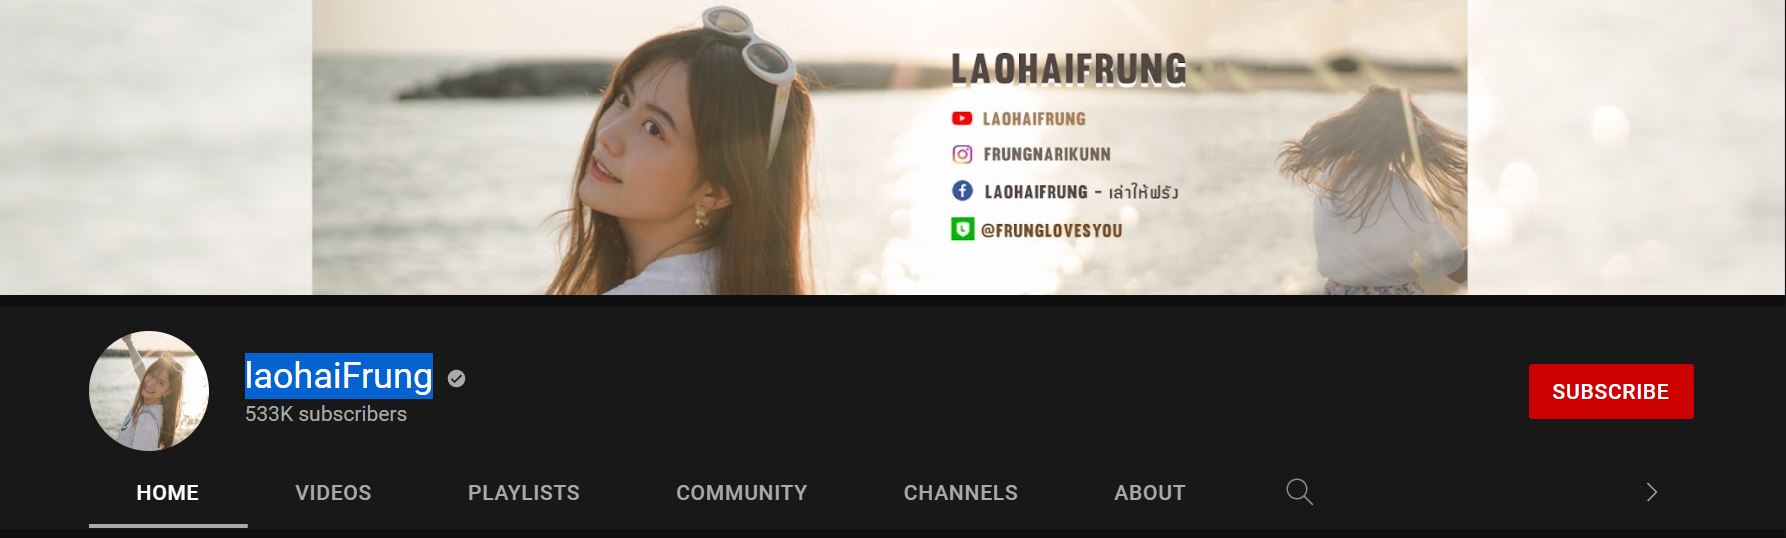 LAOHAIFRUNG
LAOHAIFRUNG
FRUNGNARIKUNN
LAOHAIFRUNG - เล่าให้ฟรัง
@FRUNGLOVESYOU
laohaiFrung
533K subscribers
SUBSCRIBE
HOME VIDEOS PLAYLISTS COMMUNITY CHANNELS ABOUT